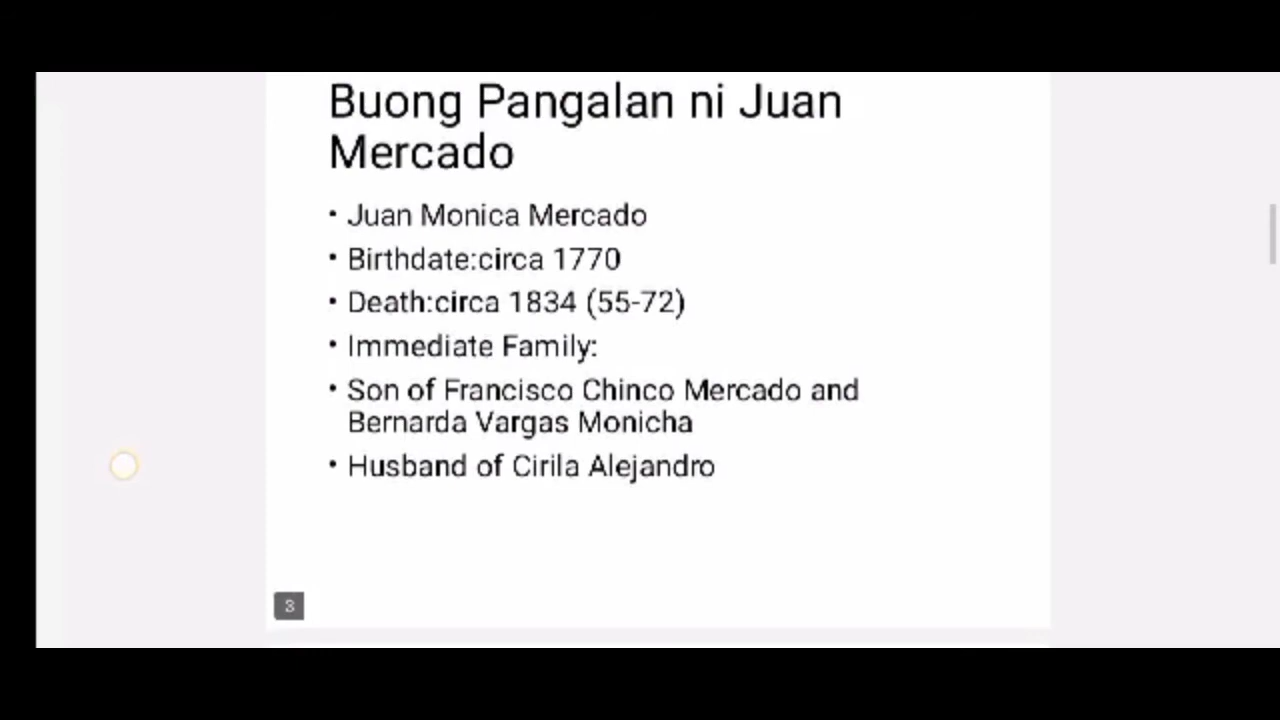 Buong Pangalan ni Juan
Mercado
• Juan Monica Mercado
• Birthdate:circa 1770
• Death:circa 1834 (55-72)
• Immediate Family:
• Son of Francisco Chinco Mercado and
Bernarda Vargas Monicha
• Husband of Cirila Alejandro
3